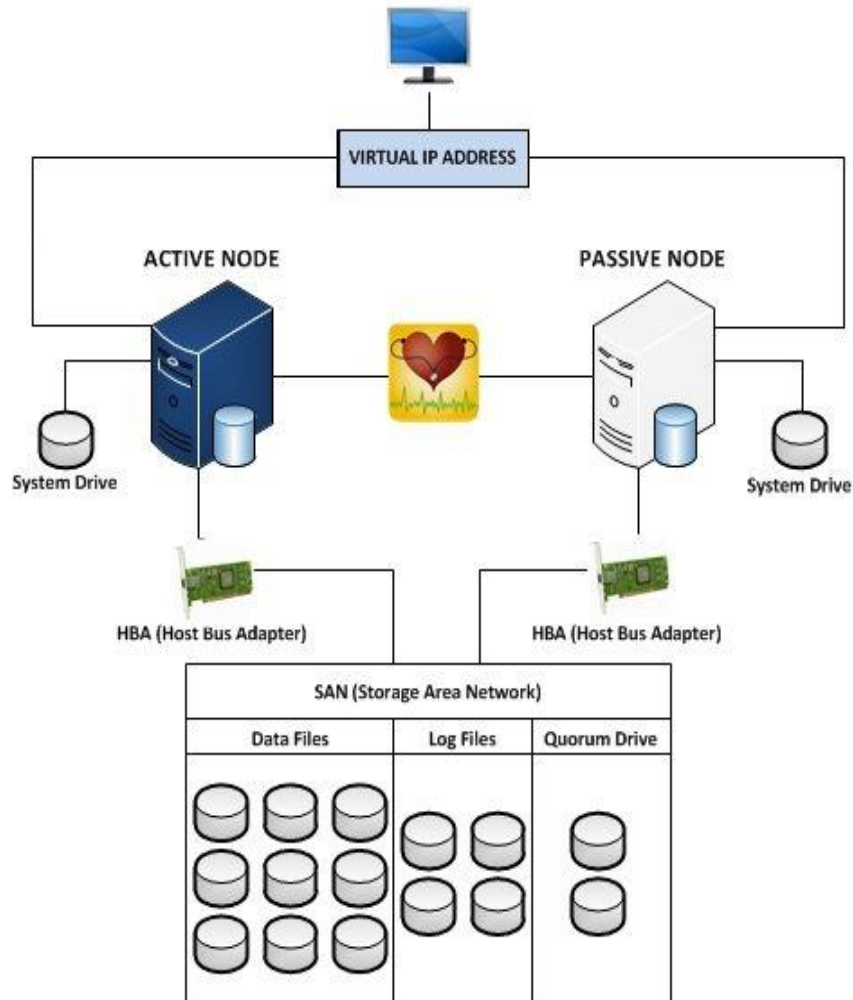 VIRTUAL IP ADDRESS
ACTIVE NODE
PASSIVE NODE
System Drive
System Drive
HBA (Host Bus Adapter)
HBA (Host Bus Adapter)
SAN (Storage Area Network)
Data Files
Log Files
Quorum Drive